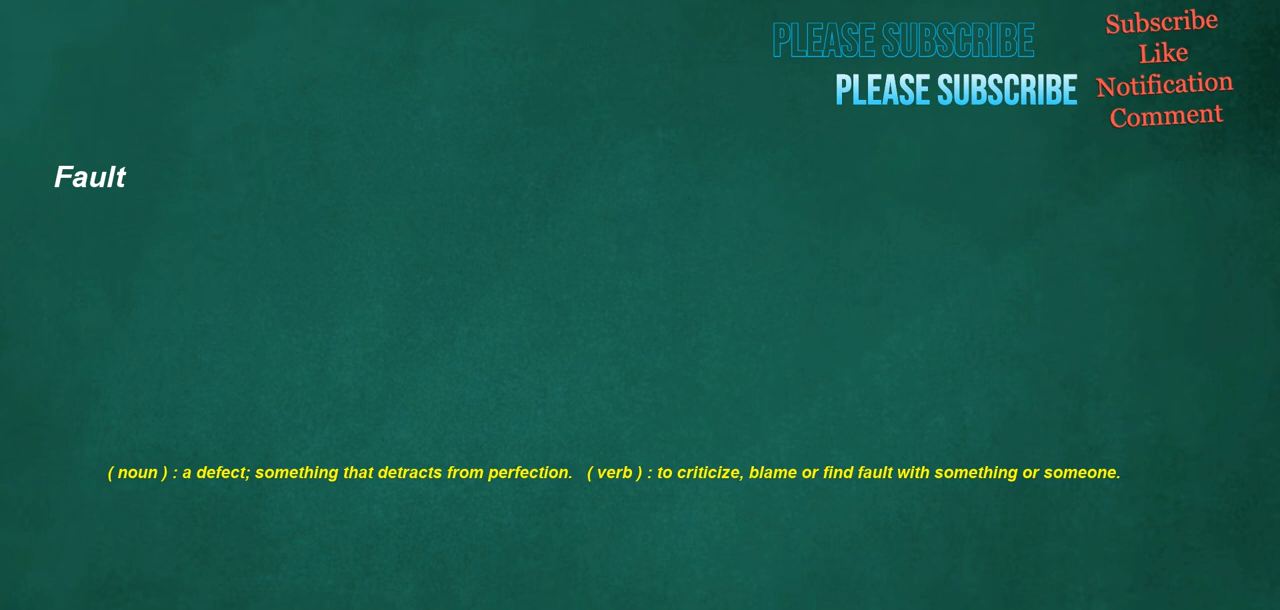 PLEASE SUBSCRIBE
PLEASE SUBSCRIBE
Subscribe
Like
Notification
Comment
Fault
( noun ) : a defect; something that detracts from perfection.   ( verb ) : to criticize, blame or find fault with something or someone.